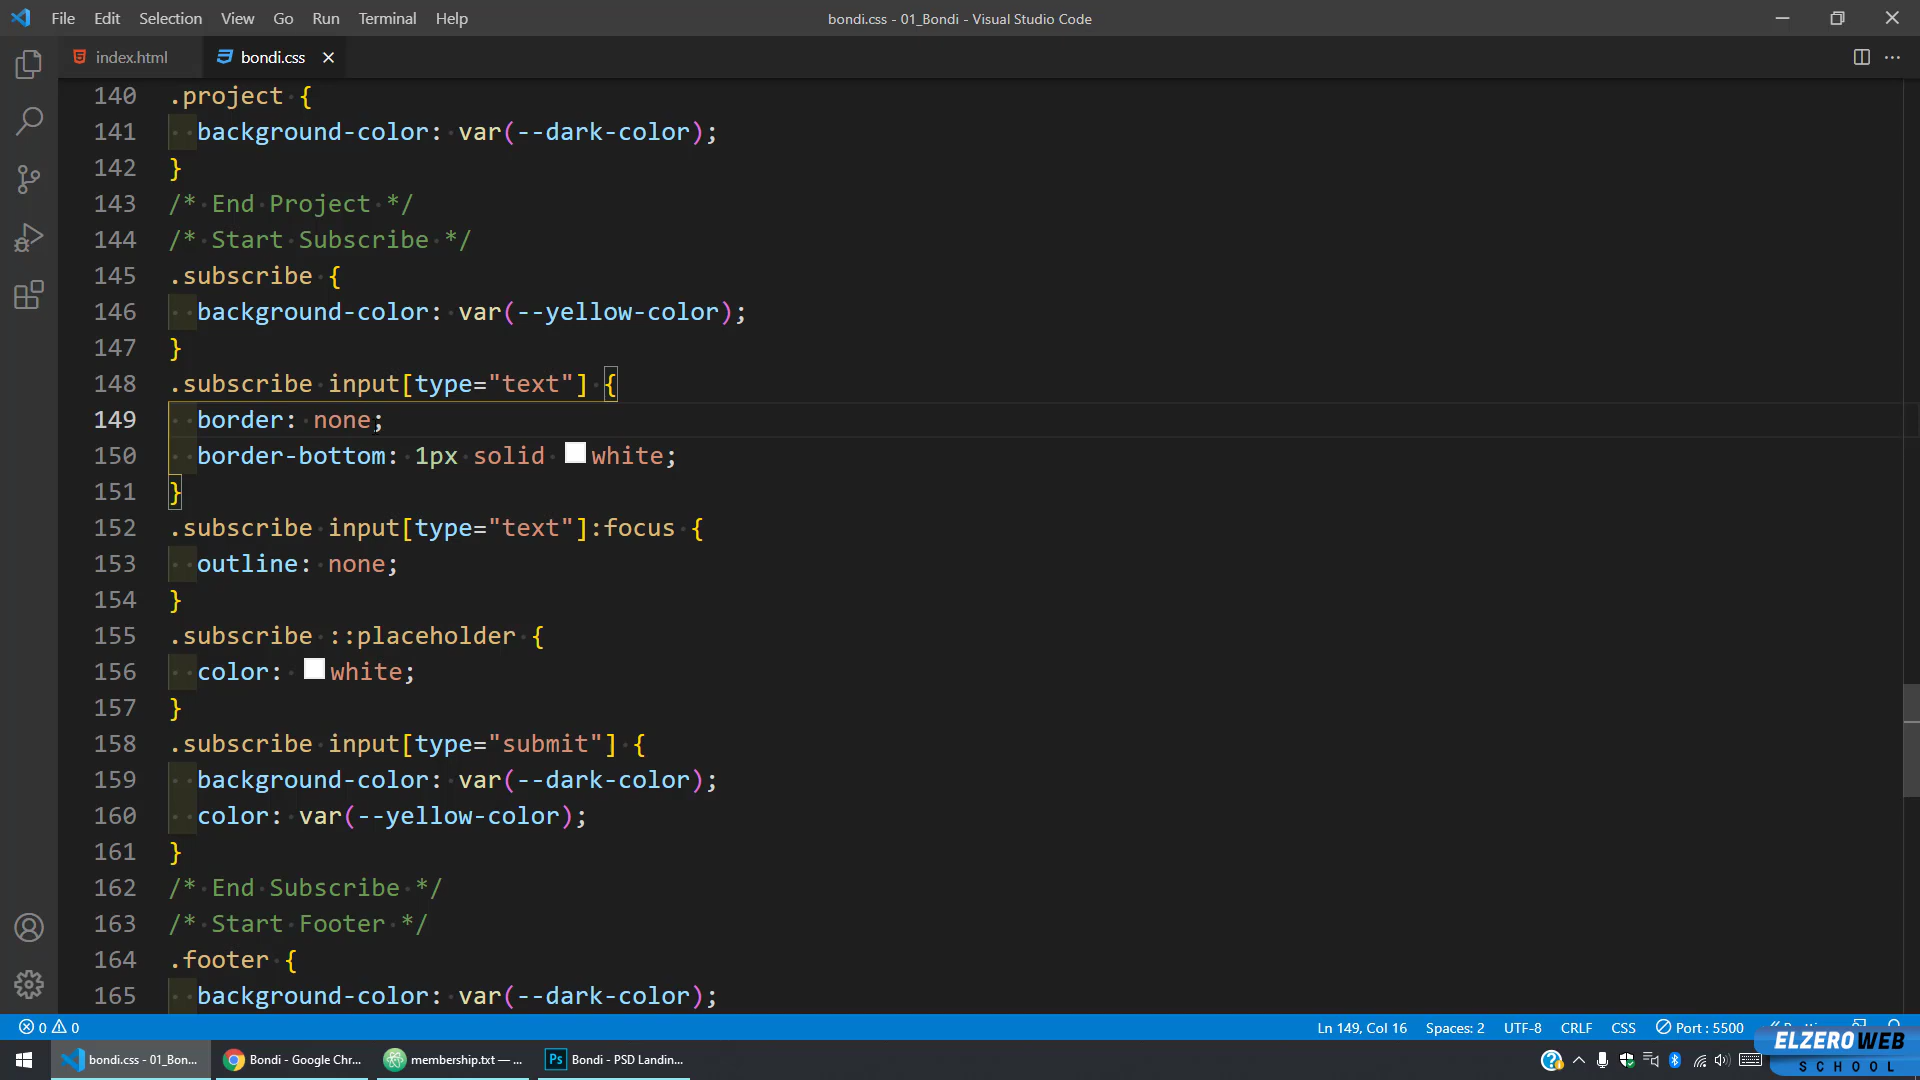 File Edit Selection View Go Run Terminal Help
bondi.css - 01_Bondi - Visual Studio Code
index.html
bondi.css
140 .project {
141 background-color: var(--dark-color);
142 }
143 /* End Project */
144 /* Start Subscribe */
145 .subscribe {
146 background-color: var(--yellow-color);
147 }
148 .subscribe input[type="text"] {
149 border: none;
150 border-bottom: 1px solid white;
151 }
152 .subscribe input[type="text"]:focus {
153 outline: none;
154 }
155 .subscribe ::placeholder {
156 color: white;
157 }
158 .subscribe input[type="submit"] {
159 background-color: var(--dark-color);
160 color: var(--yellow-color);
161 }
162 /* End Subscribe */
163 /* Start Footer */
164 .footer {
165 background-color: var(--dark-color);
0 0
Ln 149, Col 16 Spaces: 2 UTF-8 CRLF CSS Port : 5500
bondi.css - 01_Bon...
Bondi - Google Chr...
membership.txt — ...
Bondi - PSD Landin...
ELZEROWEB
SCHOOL